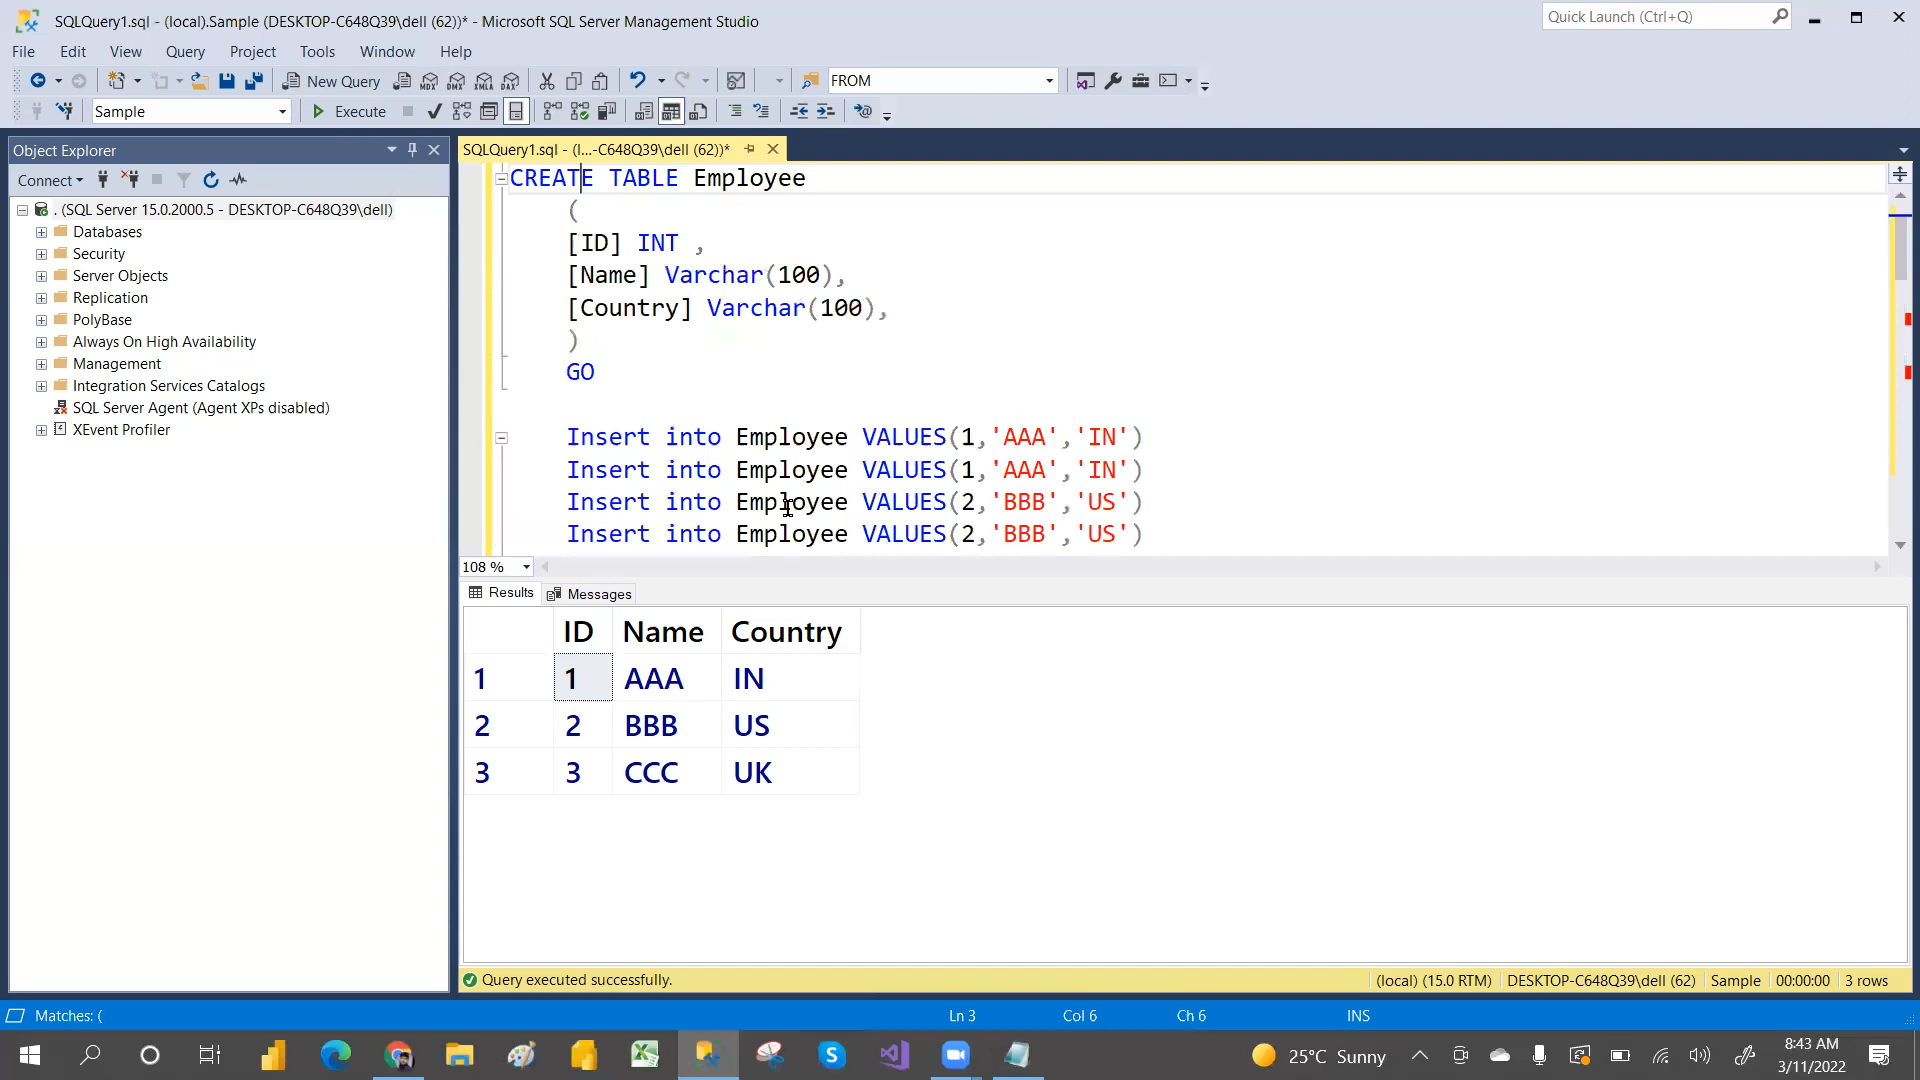 SQLQuery1.sql - (local).Sample (DESKTOP-C648Q39\dell (62))* - Microsoft SQL Server Management Studio
Quick Launch (Ctrl+Q)
File Edit View Query Project Tools Window Help
New Query
MDX DMX XMLA DAX
FROM
Sample
Execute
Object Explorer
SQLQuery1.sql - (l...-C648Q39\dell (62))*
Connect
. (SQL Server 15.0.2000.5 - DESKTOP-C648Q39\dell)
Databases
Security
Server Objects
Replication
PolyBase
Always On High Availability
Management
Integration Services Catalogs
SQL Server Agent (Agent XPs disabled)
XEvent Profiler
CREATE TABLE Employee
(
[ID] INT ,
[Name] Varchar(100),
[Country] Varchar(100),
)
GO
Insert into Employee VALUES(1,'AAA','IN')
Insert into Employee VALUES(1,'AAA','IN')
Insert into Employee VALUES(2,'BBB','US')
Insert into Employee VALUES(2,'BBB','US')
108 %
Results Messages
ID Name Country
1 1 AAA IN
2 2 BBB US
3 3 CCC UK
Query executed successfully.
(local) (15.0 RTM) DESKTOP-C648Q39\dell (62) Sample 00:00:00 3 rows
Matches: (
Ln 3 Col 6 Ch 6 INS
25°C Sunny
8:43 AM
3/11/2022